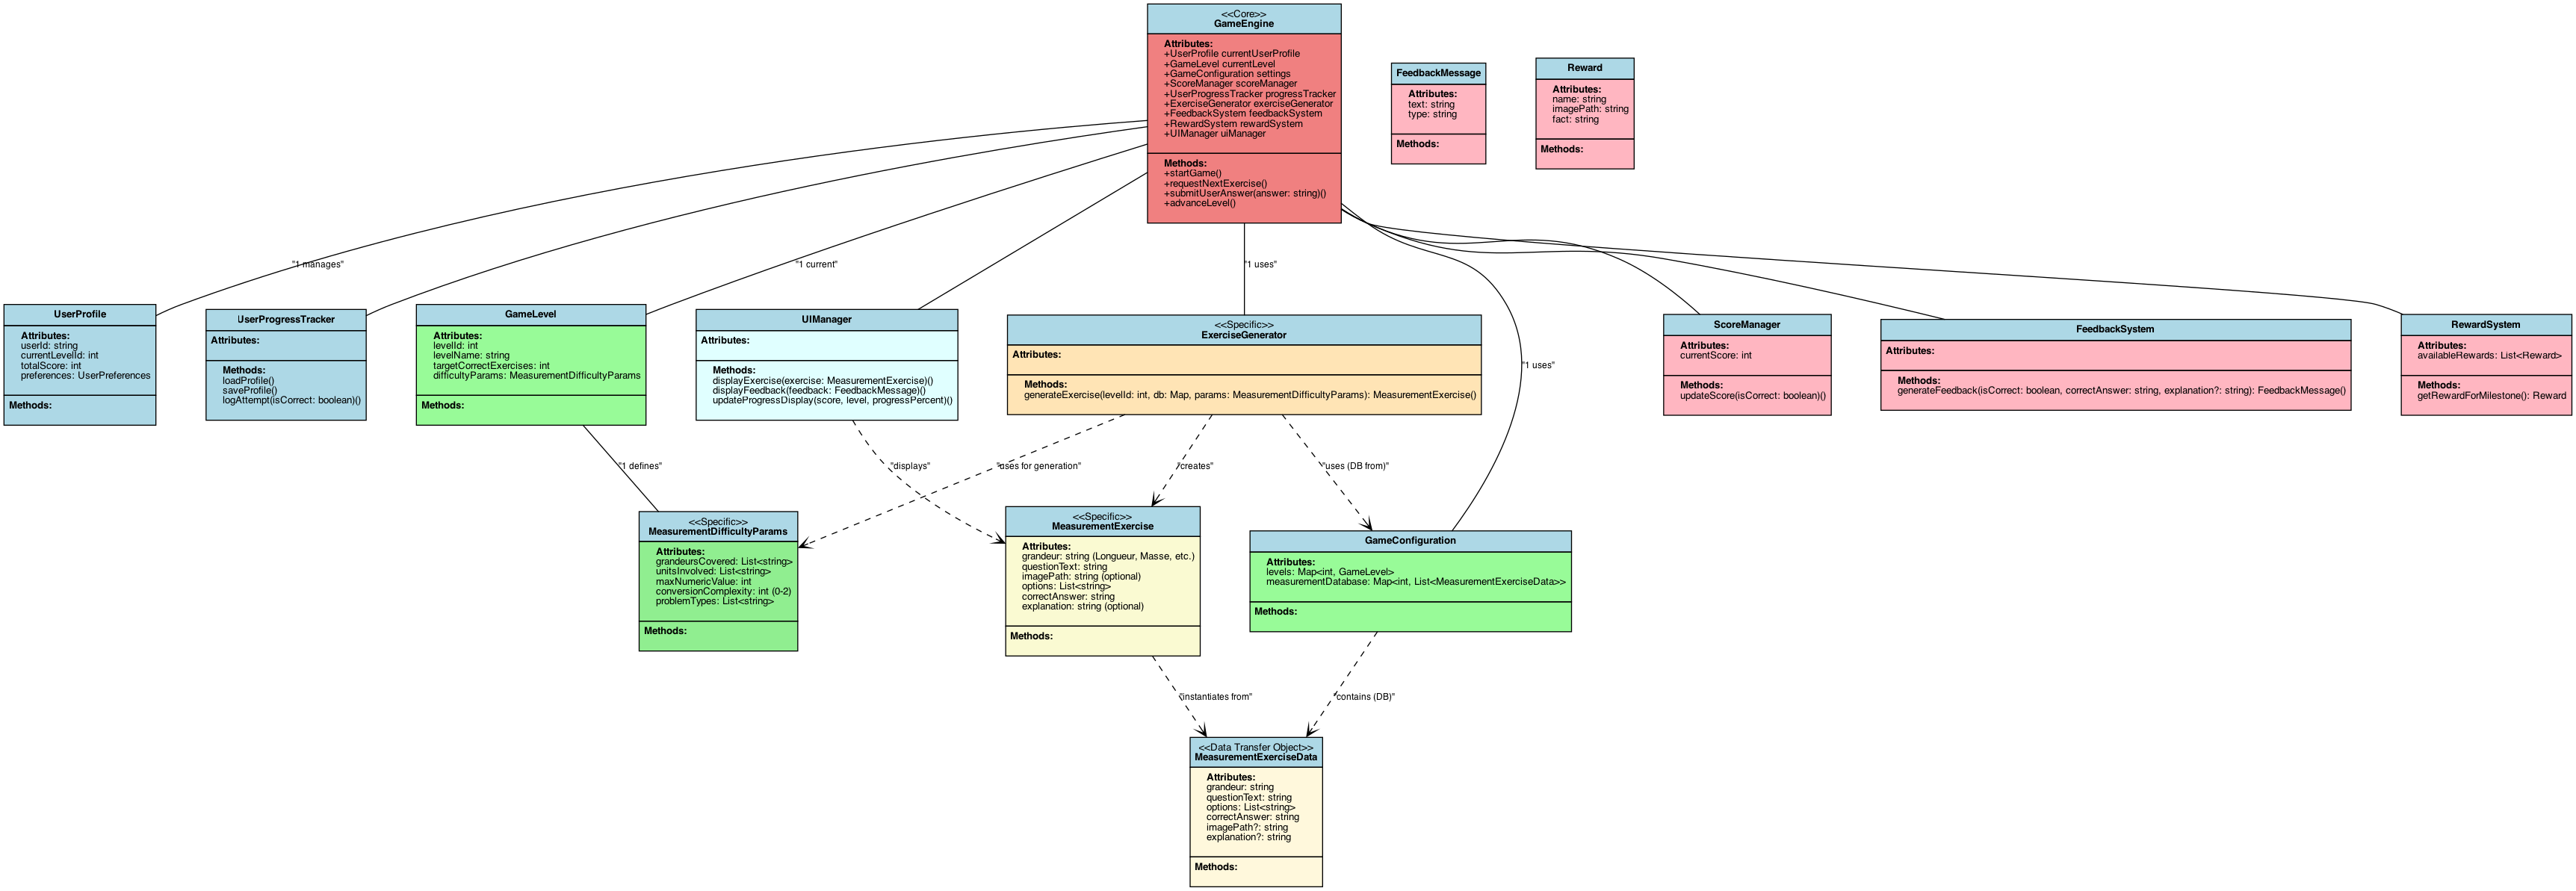 <<Core>>
GameEngine
Attributes:
+UserProfile currentUserProfile
+GameLevel currentLevel
+GameConfiguration settings
+ScoreManager scoreManager
+UserProgressTracker progressTracker
+ExerciseGenerator exerciseGenerator
+FeedbackSystem feedbackSystem
+RewardSystem rewardSystem
+UIManager uiManager
Methods:
+startGame()
+requestNextExercise()
+submitUserAnswer(answer: string)()
+advanceLevel()
FeedbackMessage
Attributes:
text: string
type: string
Methods:
Reward
Attributes:
name: string
imagePath: string
fact: string
Methods:
"1 manages"
"1 current"
"1 uses"
UserProfile
Attributes:
userId: string
currentLevelId: int
totalScore: int
preferences: UserPreferences
Methods:
UserProgressTracker
Attributes:
Methods:
loadProfile()
saveProfile()
logAttempt(isCorrect: boolean)()
GameLevel
Attributes:
levelId: int
levelName: string
targetCorrectExercises: int
difficultyParams: MeasurementDifficultyParams
Methods:
UIManager
Attributes:
Methods:
displayExercise(exercise: MeasurementExercise)()
displayFeedback(feedback: FeedbackMessage)()
updateProgressDisplay(score, level, progressPercent)()
<<Specific>>
ExerciseGenerator
Attributes:
Methods:
generateExercise(levelId: int, db: Map, params: MeasurementDifficultyParams): MeasurementExercise()
"1 uses"
ScoreManager
Attributes:
currentScore: int
Methods:
updateScore(isCorrect: boolean)()
FeedbackSystem
Attributes:
Methods:
generateFeedback(isCorrect: boolean, correctAnswer: string, explanation?: string): FeedbackMessage()
RewardSystem
Attributes:
availableRewards: List<Reward>
Methods:
getRewardForMilestone(): Reward
"1 defines"
"displays"
"uses for generation"
"creates"
"uses (DB from)"
<<Specific>>
MeasurementDifficultyParams
Attributes:
grandeursCovered: List<string>
unitsInvolved: List<string>
maxNumericValue: int
conversionComplexity: int (0-2)
problemTypes: List<string>
Methods:
<<Specific>>
MeasurementExercise
Attributes:
grandeur: string (Longueur, Masse, etc.)
questionText: string
imagePath: string (optional)
options: List<string>
correctAnswer: string
explanation: string (optional)
Methods:
GameConfiguration
Attributes:
levels: Map<int, GameLevel>
measurementDatabase: Map<int, List<MeasurementExerciseData>>
Methods:
"instantiates from"
"contains (DB)"
<<Data Transfer Object>>
MeasurementExerciseData
Attributes:
grandeur: string
questionText: string
options: List<string>
correctAnswer: string
imagePath?: string
explanation?: string
Methods: